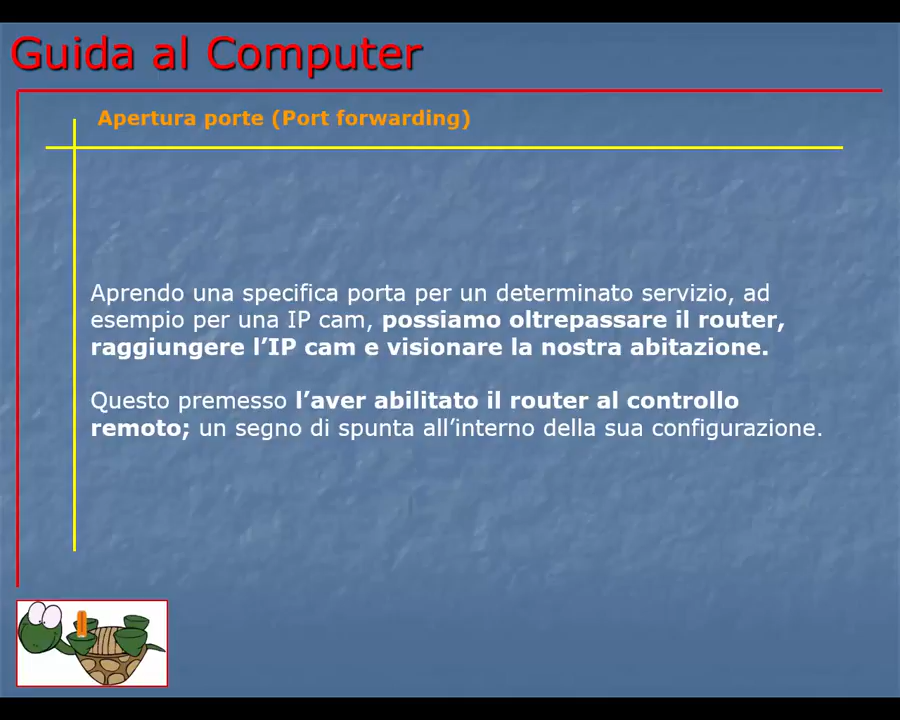 Guida al Computer
Apertura porte (Port forwarding)
Aprendo una specifica porta per un determinato servizio, ad
esempio per una IP cam, possiamo oltrepassare il router,
raggiungere l’IP cam e visionare la nostra abitazione.
Questo premesso l’aver abilitato il router al controllo
remoto; un segno di spunta all’interno della sua configurazione.